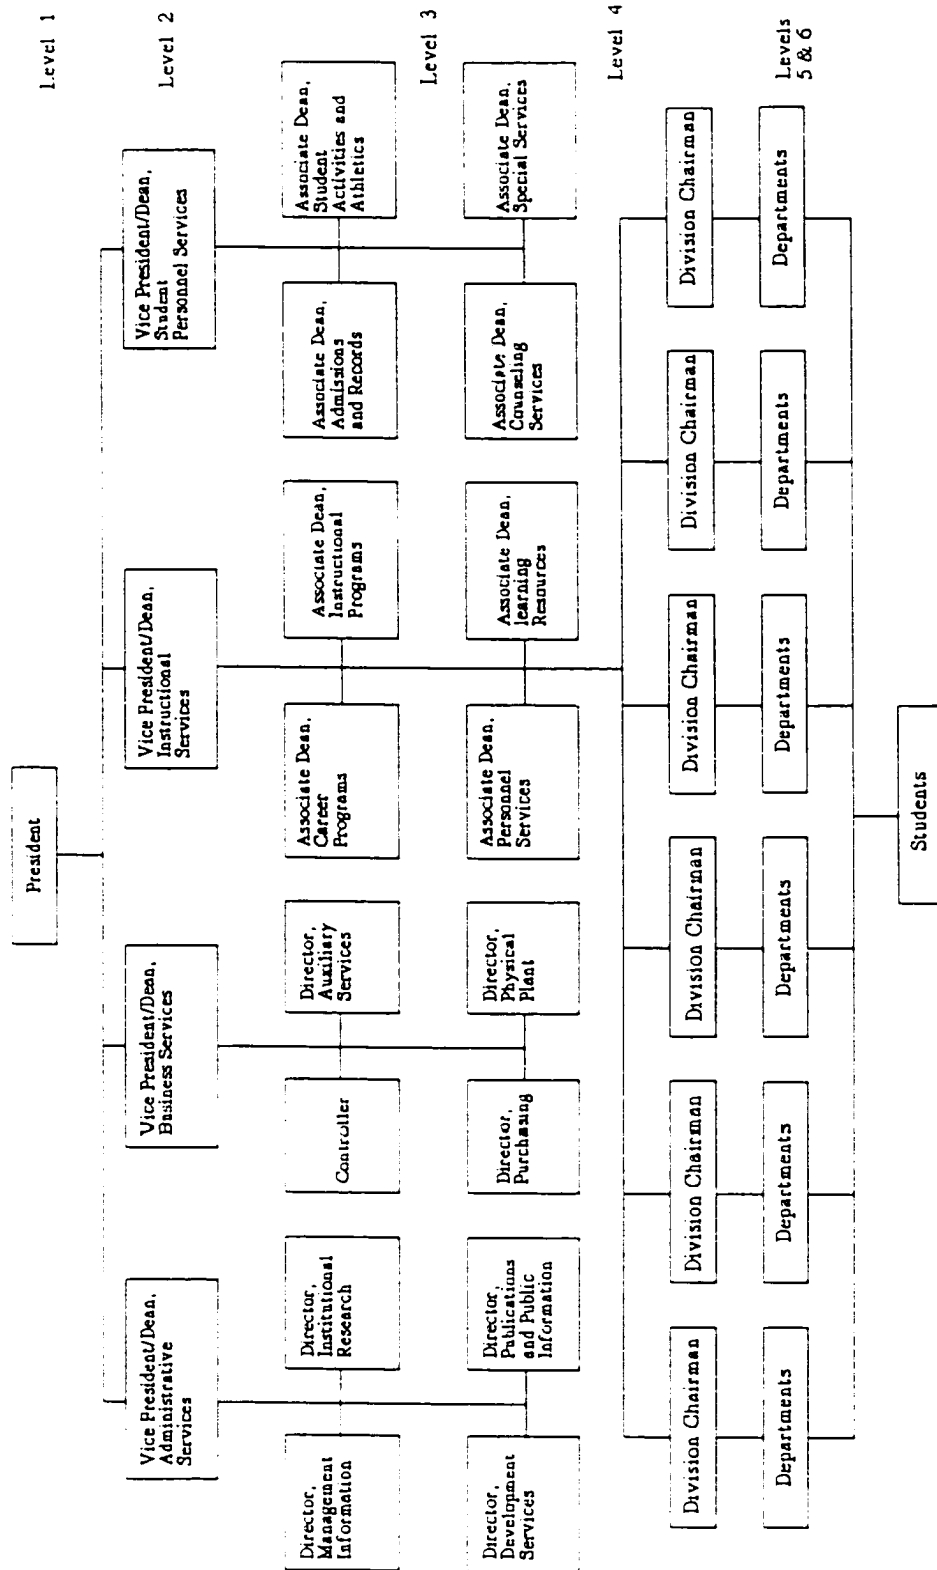 President
Level 1
Vice President/Dean,
Administrative
Services
Vice President/Dean,
Business Services
Vice President/Dean,
Instructional
Services
Vice President/Dean,
Student
Personnel Services
Level 2
Director,
Management
Information
Director,
Institutional
Research
Controller
Director,
Auxiliary
Services
Associate Dean,
Career
Programs
Associate Dean,
Instructional
Programs
Associate Dean,
Admissions
and Records
Associate Dean,
Student
Activities and
Athletics
Level 3
Director,
Development
Services
Director,
Publications
and Public
Information
Director,
Purchasing
Director,
Physical
Plant
Associate Dean,
Personnel
Services
Associate Dean,
learning
Resources
Associate Dean,
Counseling
Services
Associate Dean,
Special Services
Level 4
Division Chairman
Division Chairman
Division Chairman
Division Chairman
Division Chairman
Division Chairman
Departments
Departments
Departments
Departments
Departments
Departments
Levels
5 & 6
Students